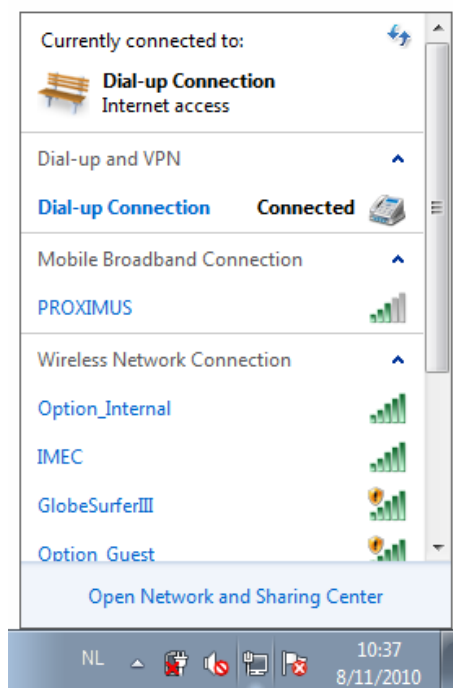 Currently connected to:
Dial-up Connection
Internet access
Dial-up and VPN
Dial-up Connection Connected
Mobile Broadband Connection
PROXIMUS
Wireless Network Connection
Option_Internal
IMEC
GlobeSurferIII
Option_Guest
Open Network and Sharing Center
NL 10:37
8/11/2010